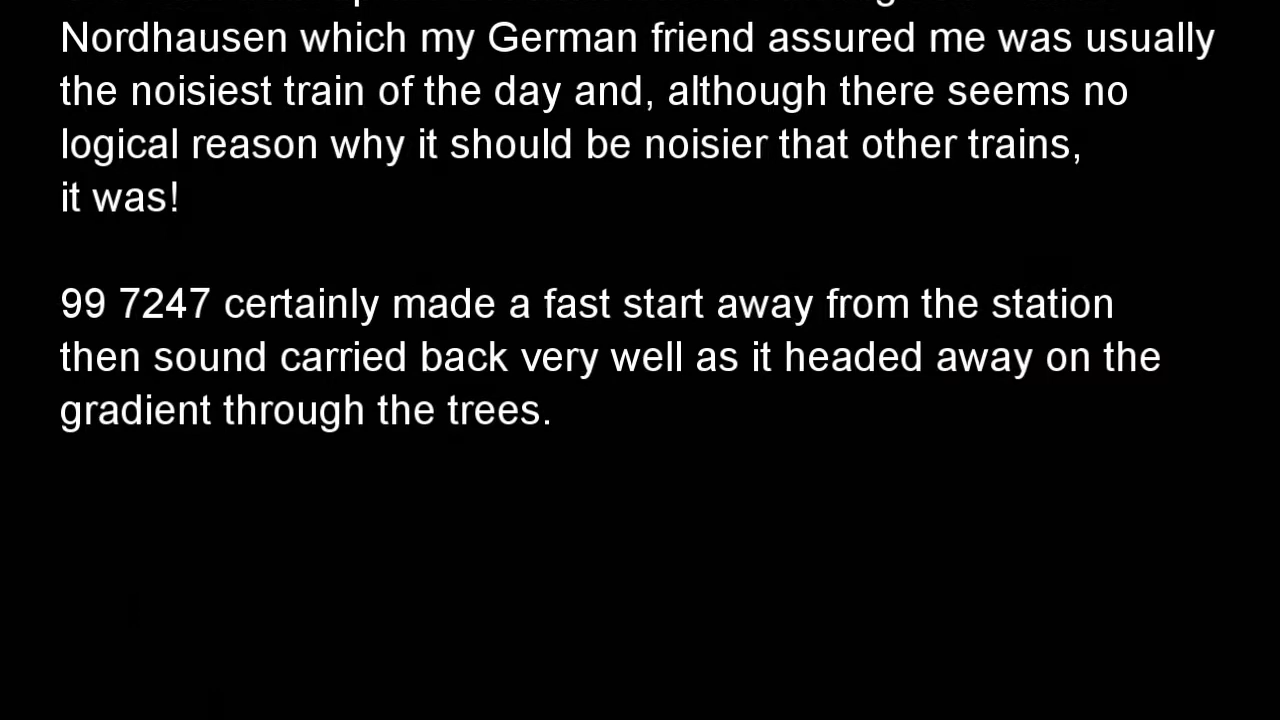 Nordhausen which my German friend assured me was usually
the noisiest train of the day and, although there seems no
logical reason why it should be noisier that other trains,
it was!
99 7247 certainly made a fast start away from the station
then sound carried back very well as it headed away on the
gradient through the trees.